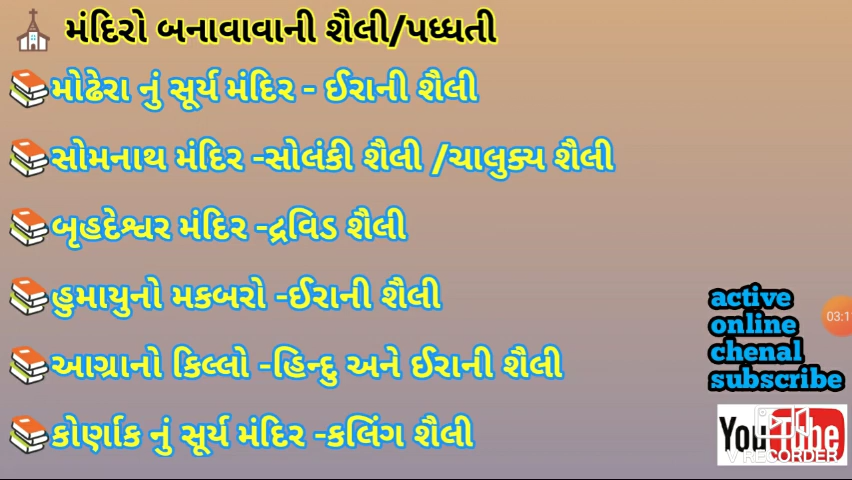 મંદિરો બનાવાવાની શૈલી/પધ્ધતી
મોઢેરા નું સૂર્ય મંદિર - ઈરાની શૈલી
સોમનાથ મંદિર -સોલંકી શૈલી /ચાલુક્ય શૈલી
બૃહદેશ્વર મંદિર -દ્રવિડ શૈલી
હુમાયુનો મકબરો -ઈરાની શૈલી
આગ્રાનો કિલ્લો -હિન્દુ અને ઈરાની શૈલી
કોર્ણાક નું સૂર્ય મંદિર -કલિંગ શૈલી
active
online
chenal
subscribe
03:1
YouTube
V RECORDER